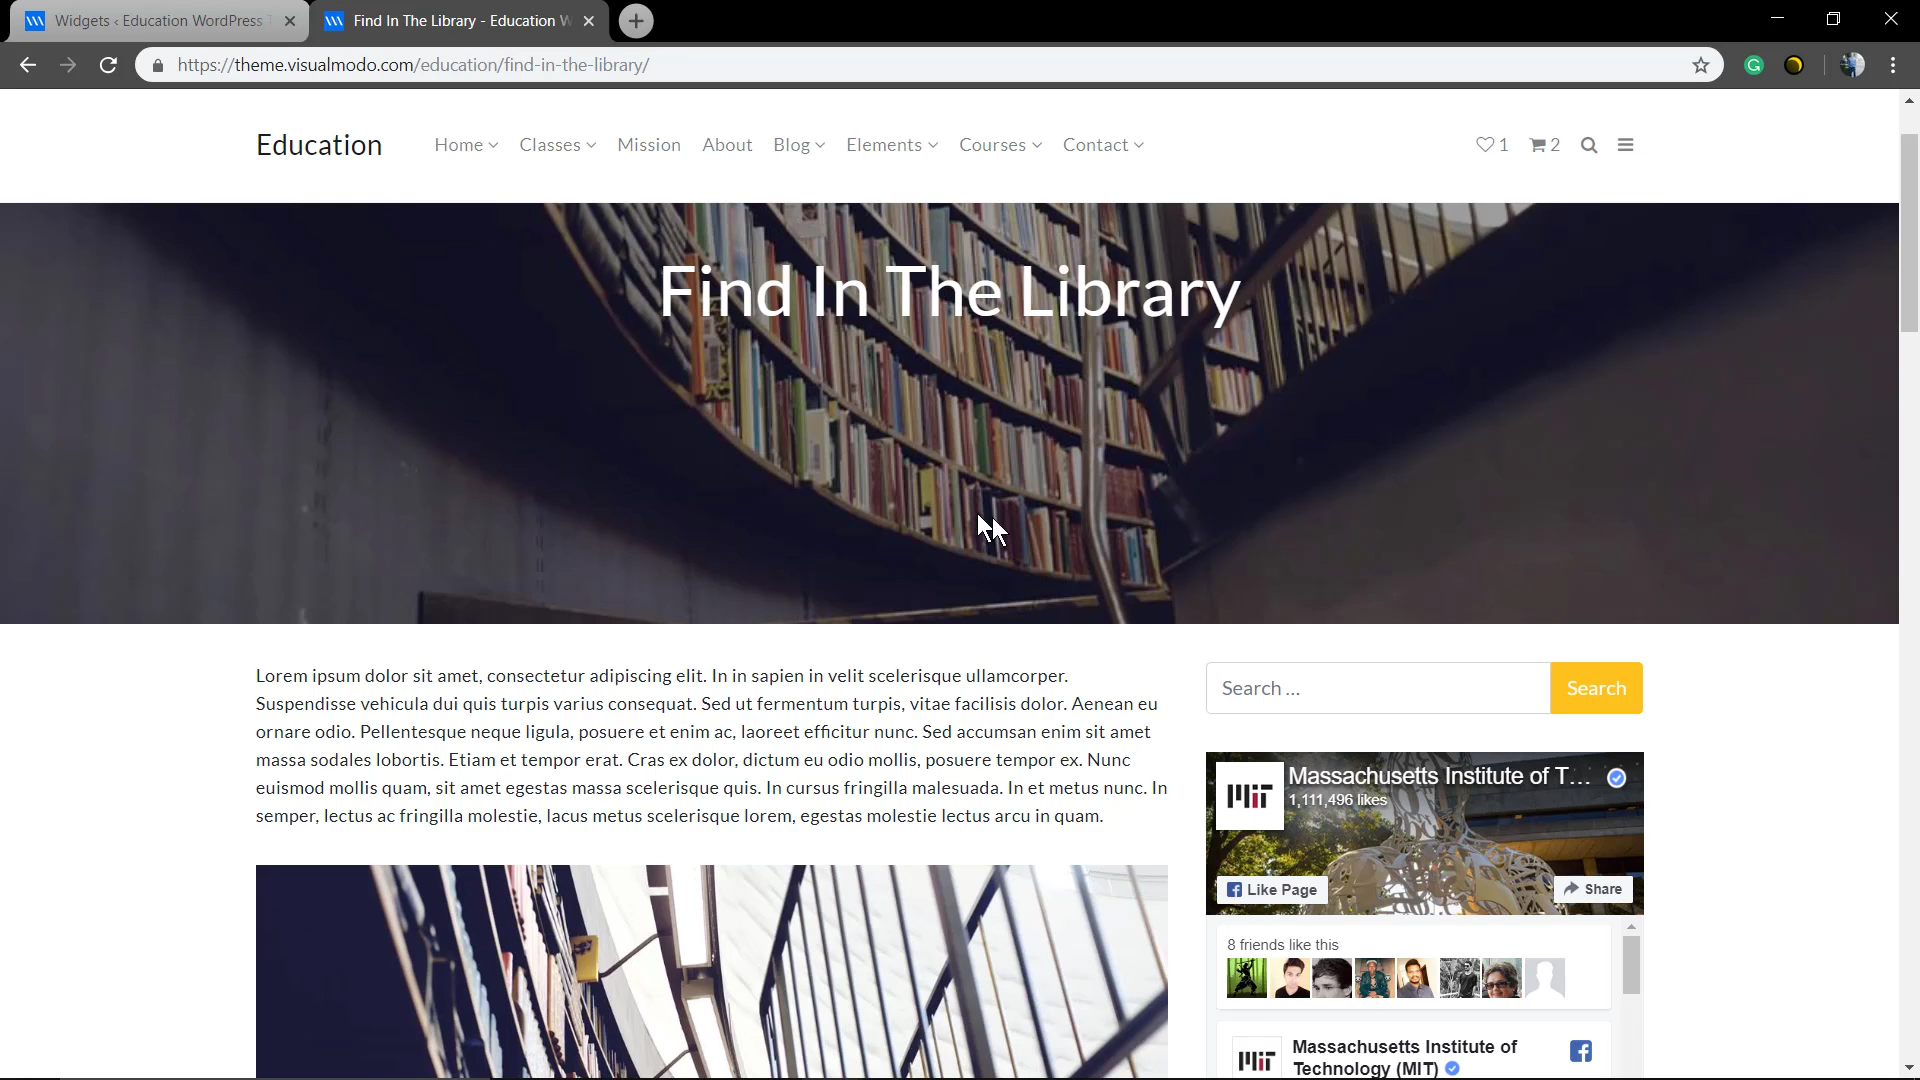 Widgets ‹ Education WordPress
Find In The Library - Education W
https://theme.visualmodo.com/education/find-in-the-library/
Education
Home
Classes
Mission
About
Blog
Elements
Courses
Contact
1
2
Find In The Library
Lorem ipsum dolor sit amet, consectetur adipiscing elit. In in sapien in velit scelerisque ullamcorper.
Suspendisse vehicula dui quis turpis varius consequat. Sed ut fermentum turpis, vitae facilisis dolor. Aenean eu
ornare odio. Pellentesque neque ligula, posuere et enim ac, laoreet efficitur nunc. Sed accumsan enim sit amet
massa sodales lobortis. Etiam et tempor erat. Cras ex dolor, dictum eu odio mollis, posuere tempor ex. Nunc
euismod mollis quam, sit amet egestas massa scelerisque quis. In cursus fringilla malesuada. In et metus nunc. In
semper, lectus ac fringilla molestie, lacus metus scelerisque lorem, egestas molestie lectus arcu in quam.
Search ...
Search
Massachusetts Institute of T...
1,111,496 likes
Like Page
Share
8 friends like this
Massachusetts Institute of
Technology (MIT)